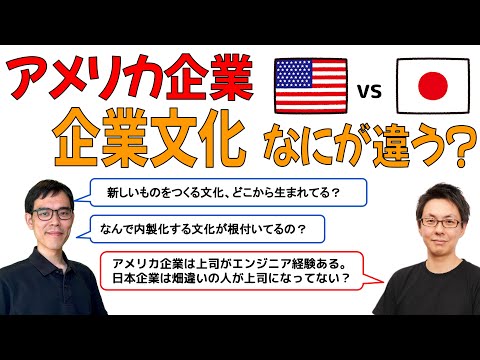 アメリカ企業 VS
企業文化 なにが違う?
新しいものをつくる文化、どこから生まれてる?
なんで内製化する文化が根付いてるの?
アメリカ企業は上司がエンジニア経験ある。
日本企業は畑違いの人が上司になってない?